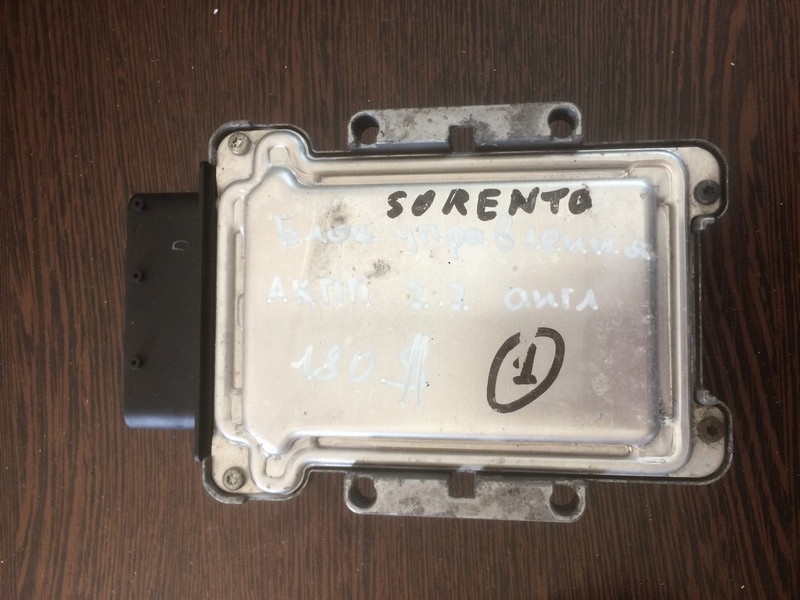 SORENTO
Блок управления
АКПП 2.2 англ
180 $
1